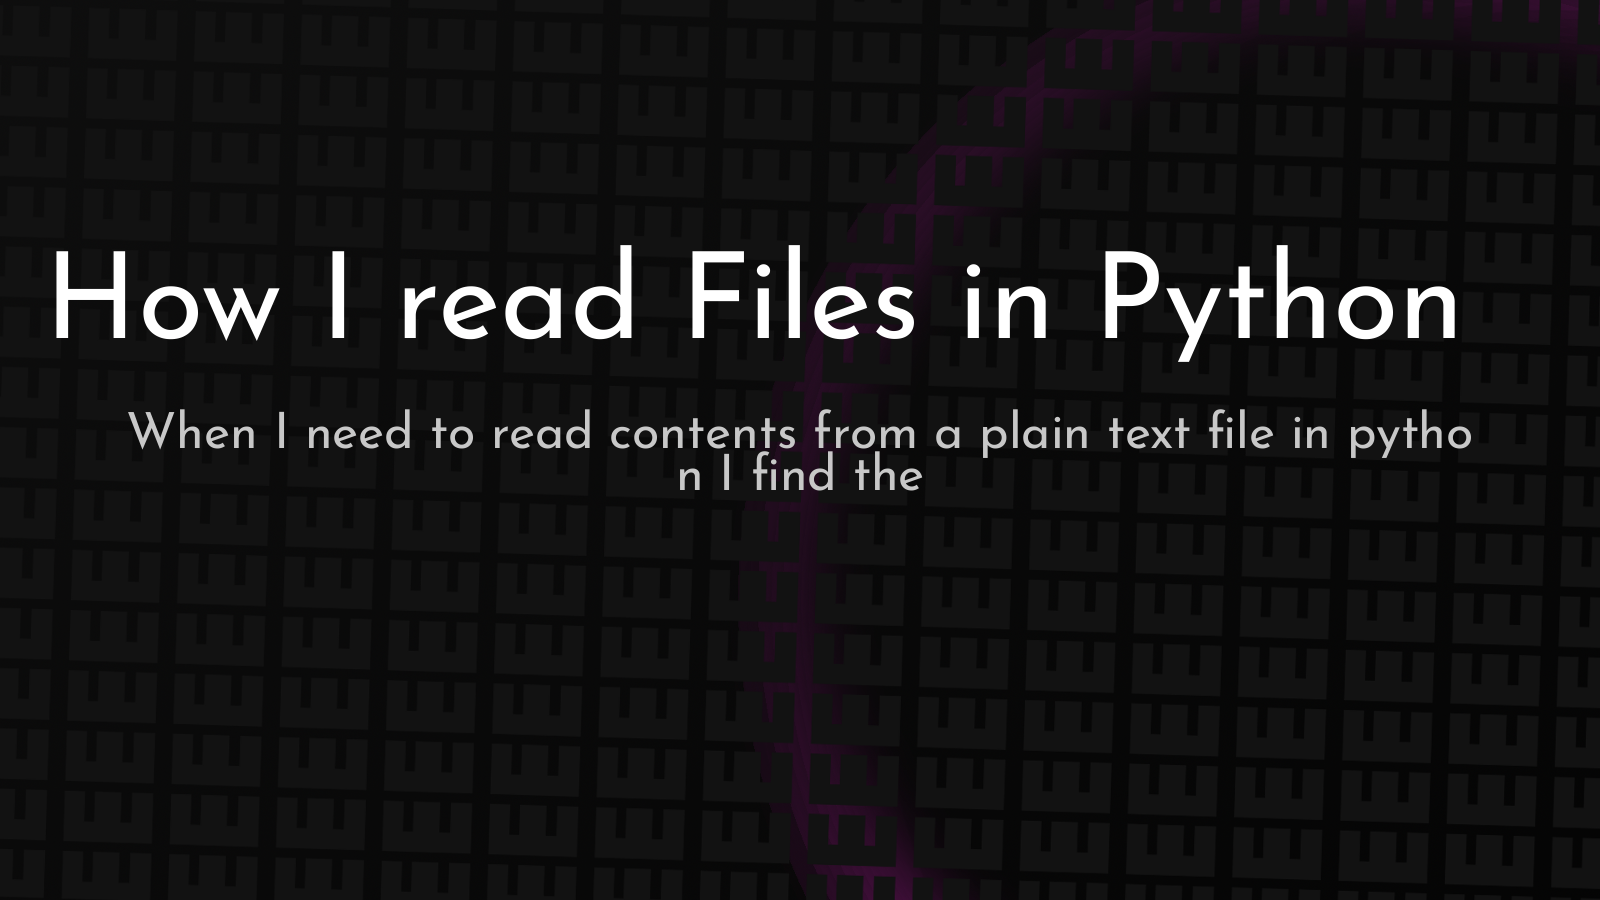 How I read Files in Python
When I need to read contents from a plain text file in pytho
n I find the